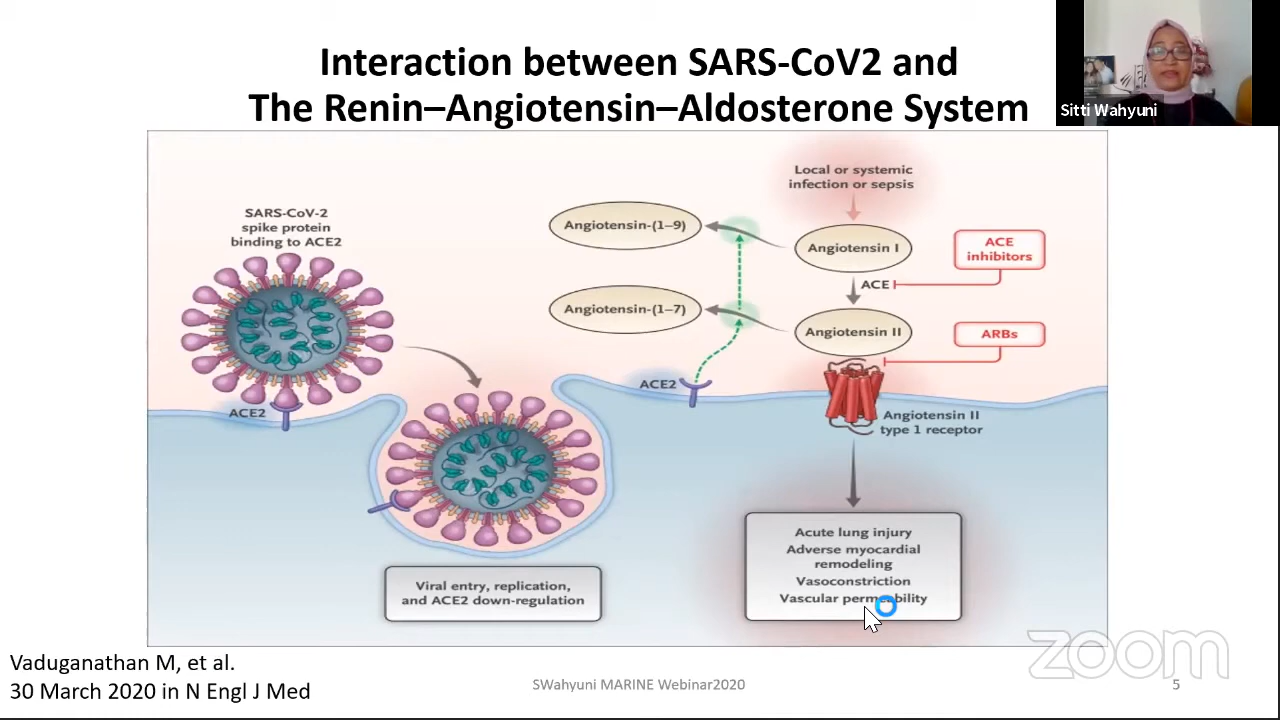 Interaction between SARS-CoV2 and
The Renin–Angiotensin–Aldosterone System
Sitti Wahyuni
SARS-CoV-2
spike protein
binding to ACE2
ACE2
Viral entry, replication,
and ACE2 down-regulation
Angiotensin-(1–9)
Angiotensin-(1–7)
ACE2
Local or systemic
infection or sepsis
Angiotensin I
ACE
ACE
inhibitors
Angiotensin II
ARBs
Angiotensin II
type 1 receptor
Acute lung injury
Adverse myocardial
remodeling
Vasoconstriction
Vascular permeability
zoom
Vaduganathan M, et al.
30 March 2020 in N Engl J Med
SWahyuni MARINE Webinar2020
5